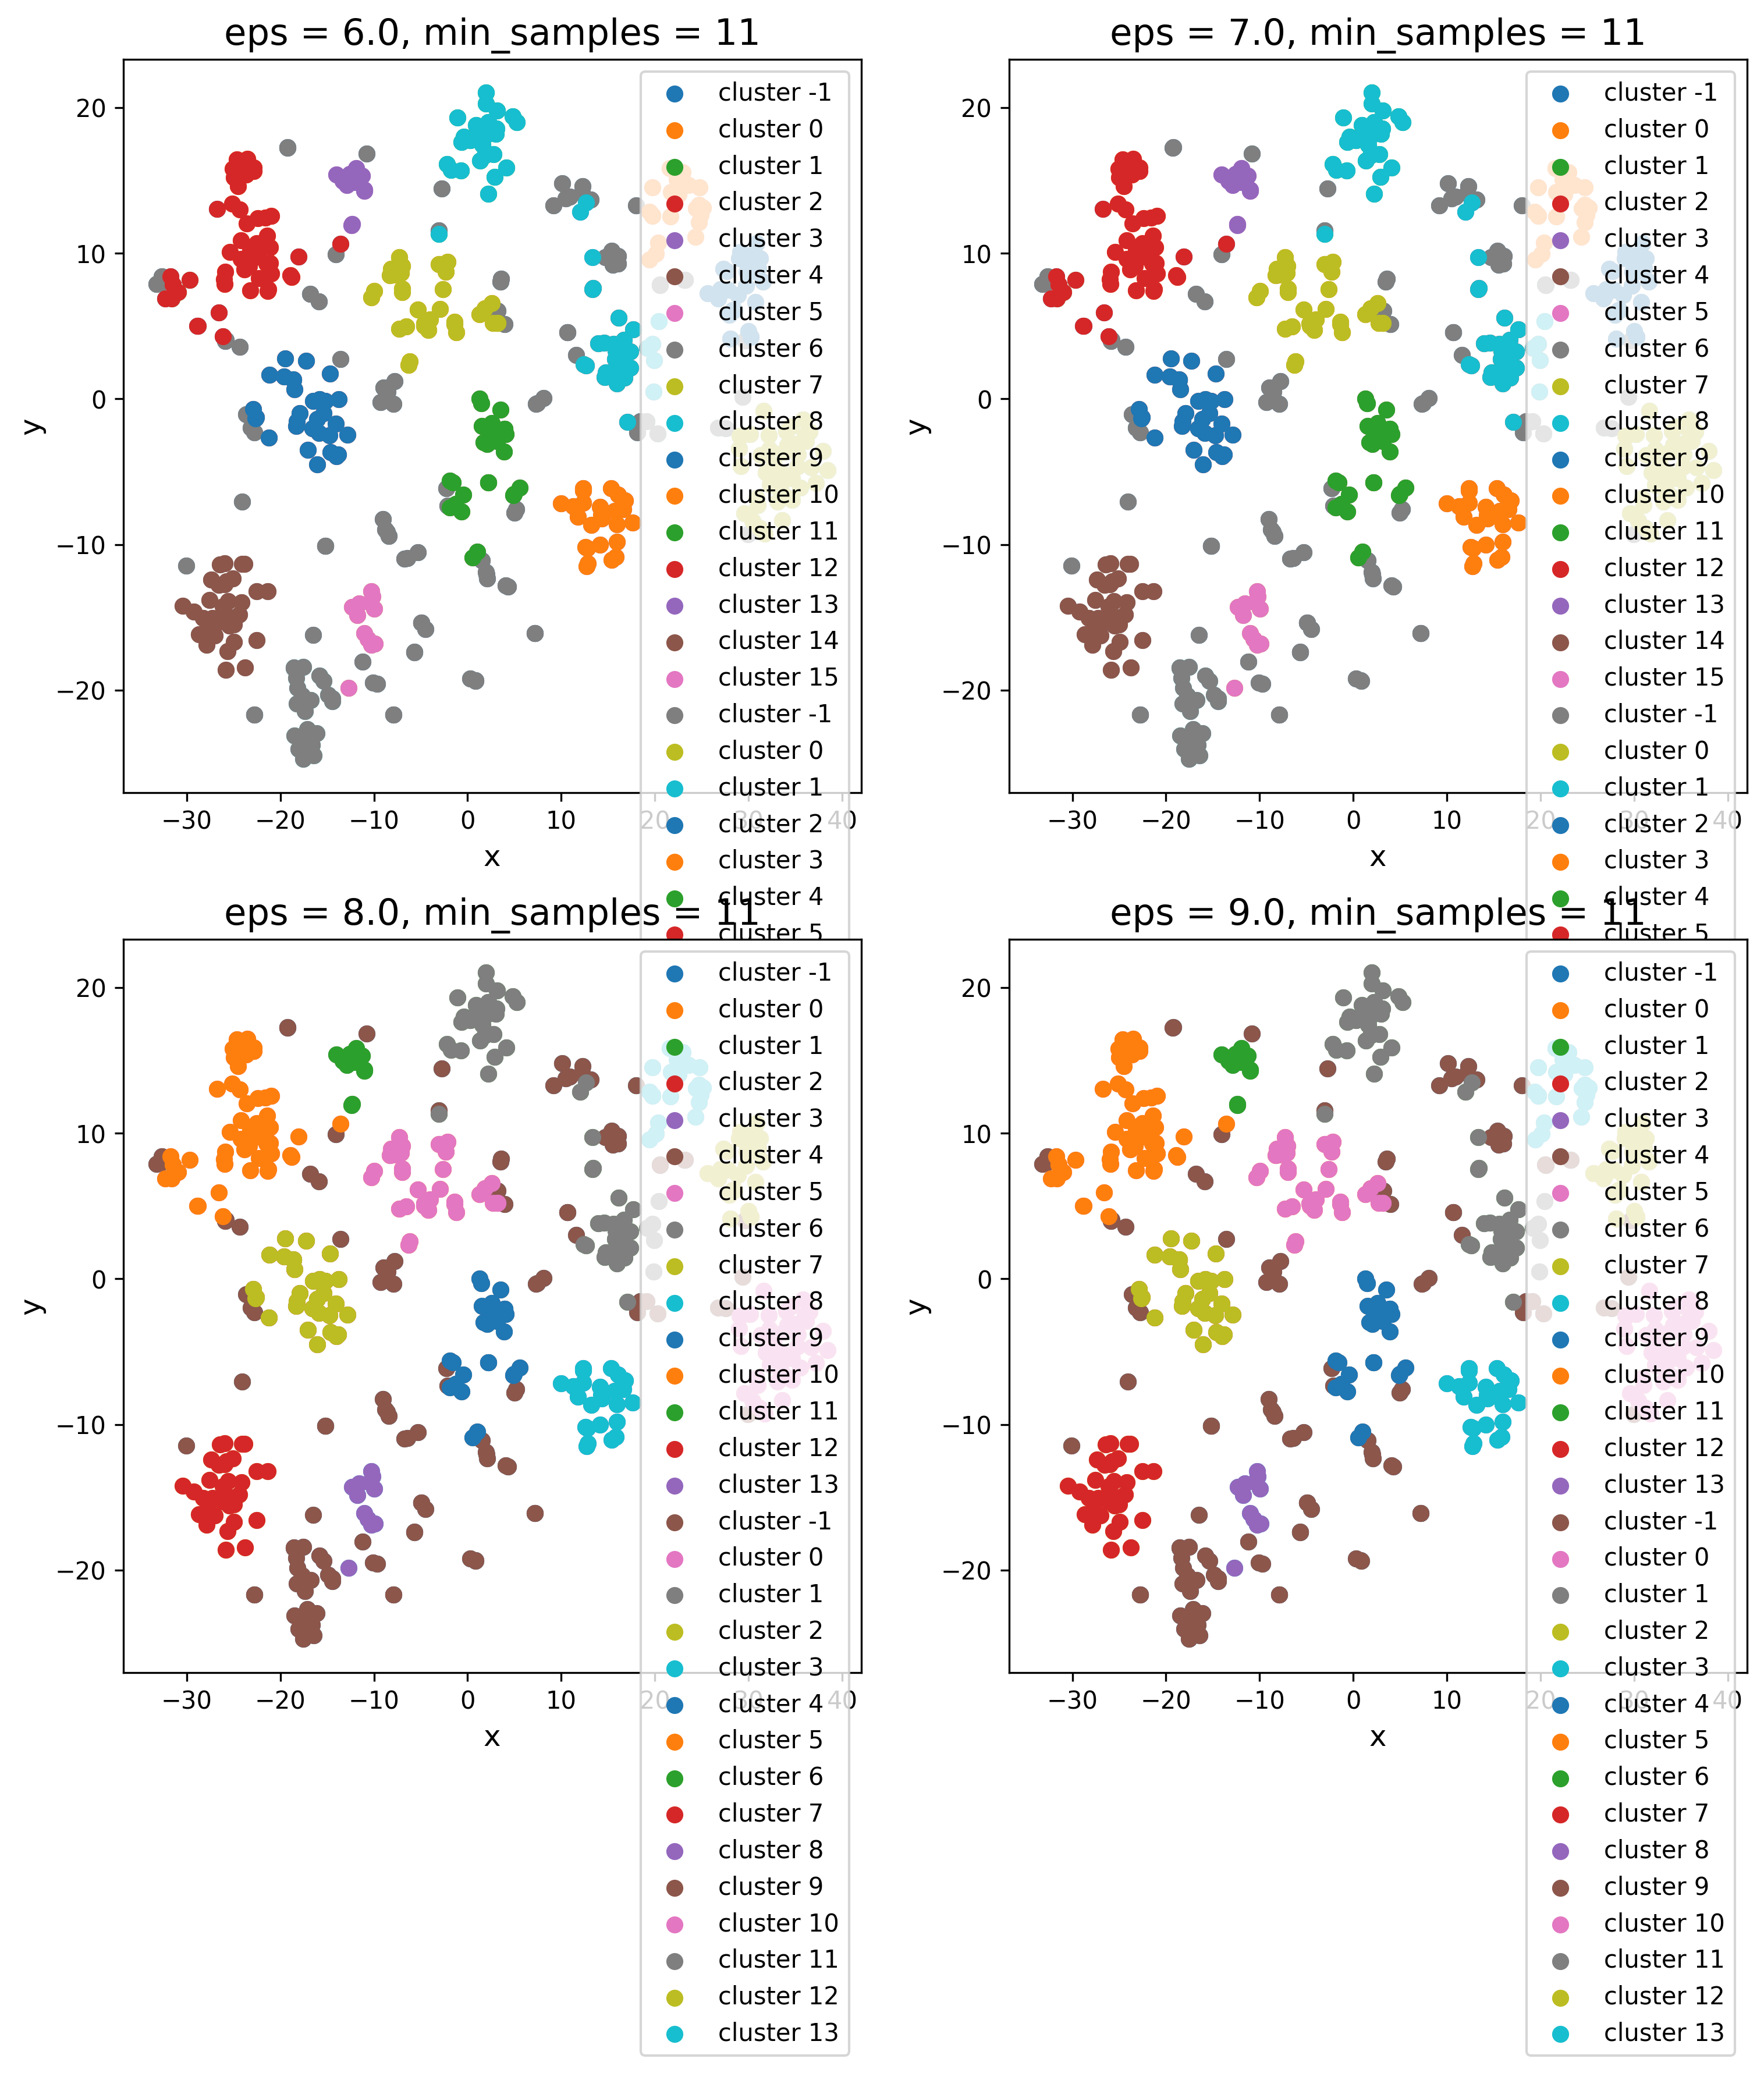 eps = 6.0, min_samples = 11
y
20
10
0
−10
−20
−30
−20
−10
0
10
20
30
40
x
cluster -1
cluster 0
cluster 1
cluster 2
cluster 3
cluster 4
cluster 5
cluster 6
cluster 7
cluster 8
cluster 9
cluster 10
cluster 11
cluster 12
cluster 13
cluster 14
cluster 15
cluster -1
cluster 0
cluster 1
cluster 2
cluster 3
cluster 4
cluster 5
eps = 7.0, min_samples = 11
y
20
10
0
−10
−20
−30
−20
−10
0
10
20
30
40
x
cluster -1
cluster 0
cluster 1
cluster 2
cluster 3
cluster 4
cluster 5
cluster 6
cluster 7
cluster 8
cluster 9
cluster 10
cluster 11
cluster 12
cluster 13
cluster 14
cluster 15
cluster -1
cluster 0
cluster 1
cluster 2
cluster 3
cluster 4
cluster 5
eps = 8.0, min_samples = 11
y
20
10
0
−10
−20
−30
−20
−10
0
10
20
30
40
x
cluster -1
cluster 0
cluster 1
cluster 2
cluster 3
cluster 4
cluster 5
cluster 6
cluster 7
cluster 8
cluster 9
cluster 10
cluster 11
cluster 12
cluster 13
cluster -1
cluster 0
cluster 1
cluster 2
cluster 3
cluster 4
cluster 5
cluster 6
cluster 7
cluster 8
cluster 9
cluster 10
cluster 11
cluster 12
cluster 13
eps = 9.0, min_samples = 11
y
20
10
0
−10
−20
−30
−20
−10
0
10
20
30
40
x
cluster -1
cluster 0
cluster 1
cluster 2
cluster 3
cluster 4
cluster 5
cluster 6
cluster 7
cluster 8
cluster 9
cluster 10
cluster 11
cluster 12
cluster 13
cluster -1
cluster 0
cluster 1
cluster 2
cluster 3
cluster 4
cluster 5
cluster 6
cluster 7
cluster 8
cluster 9
cluster 10
cluster 11
cluster 12
cluster 13